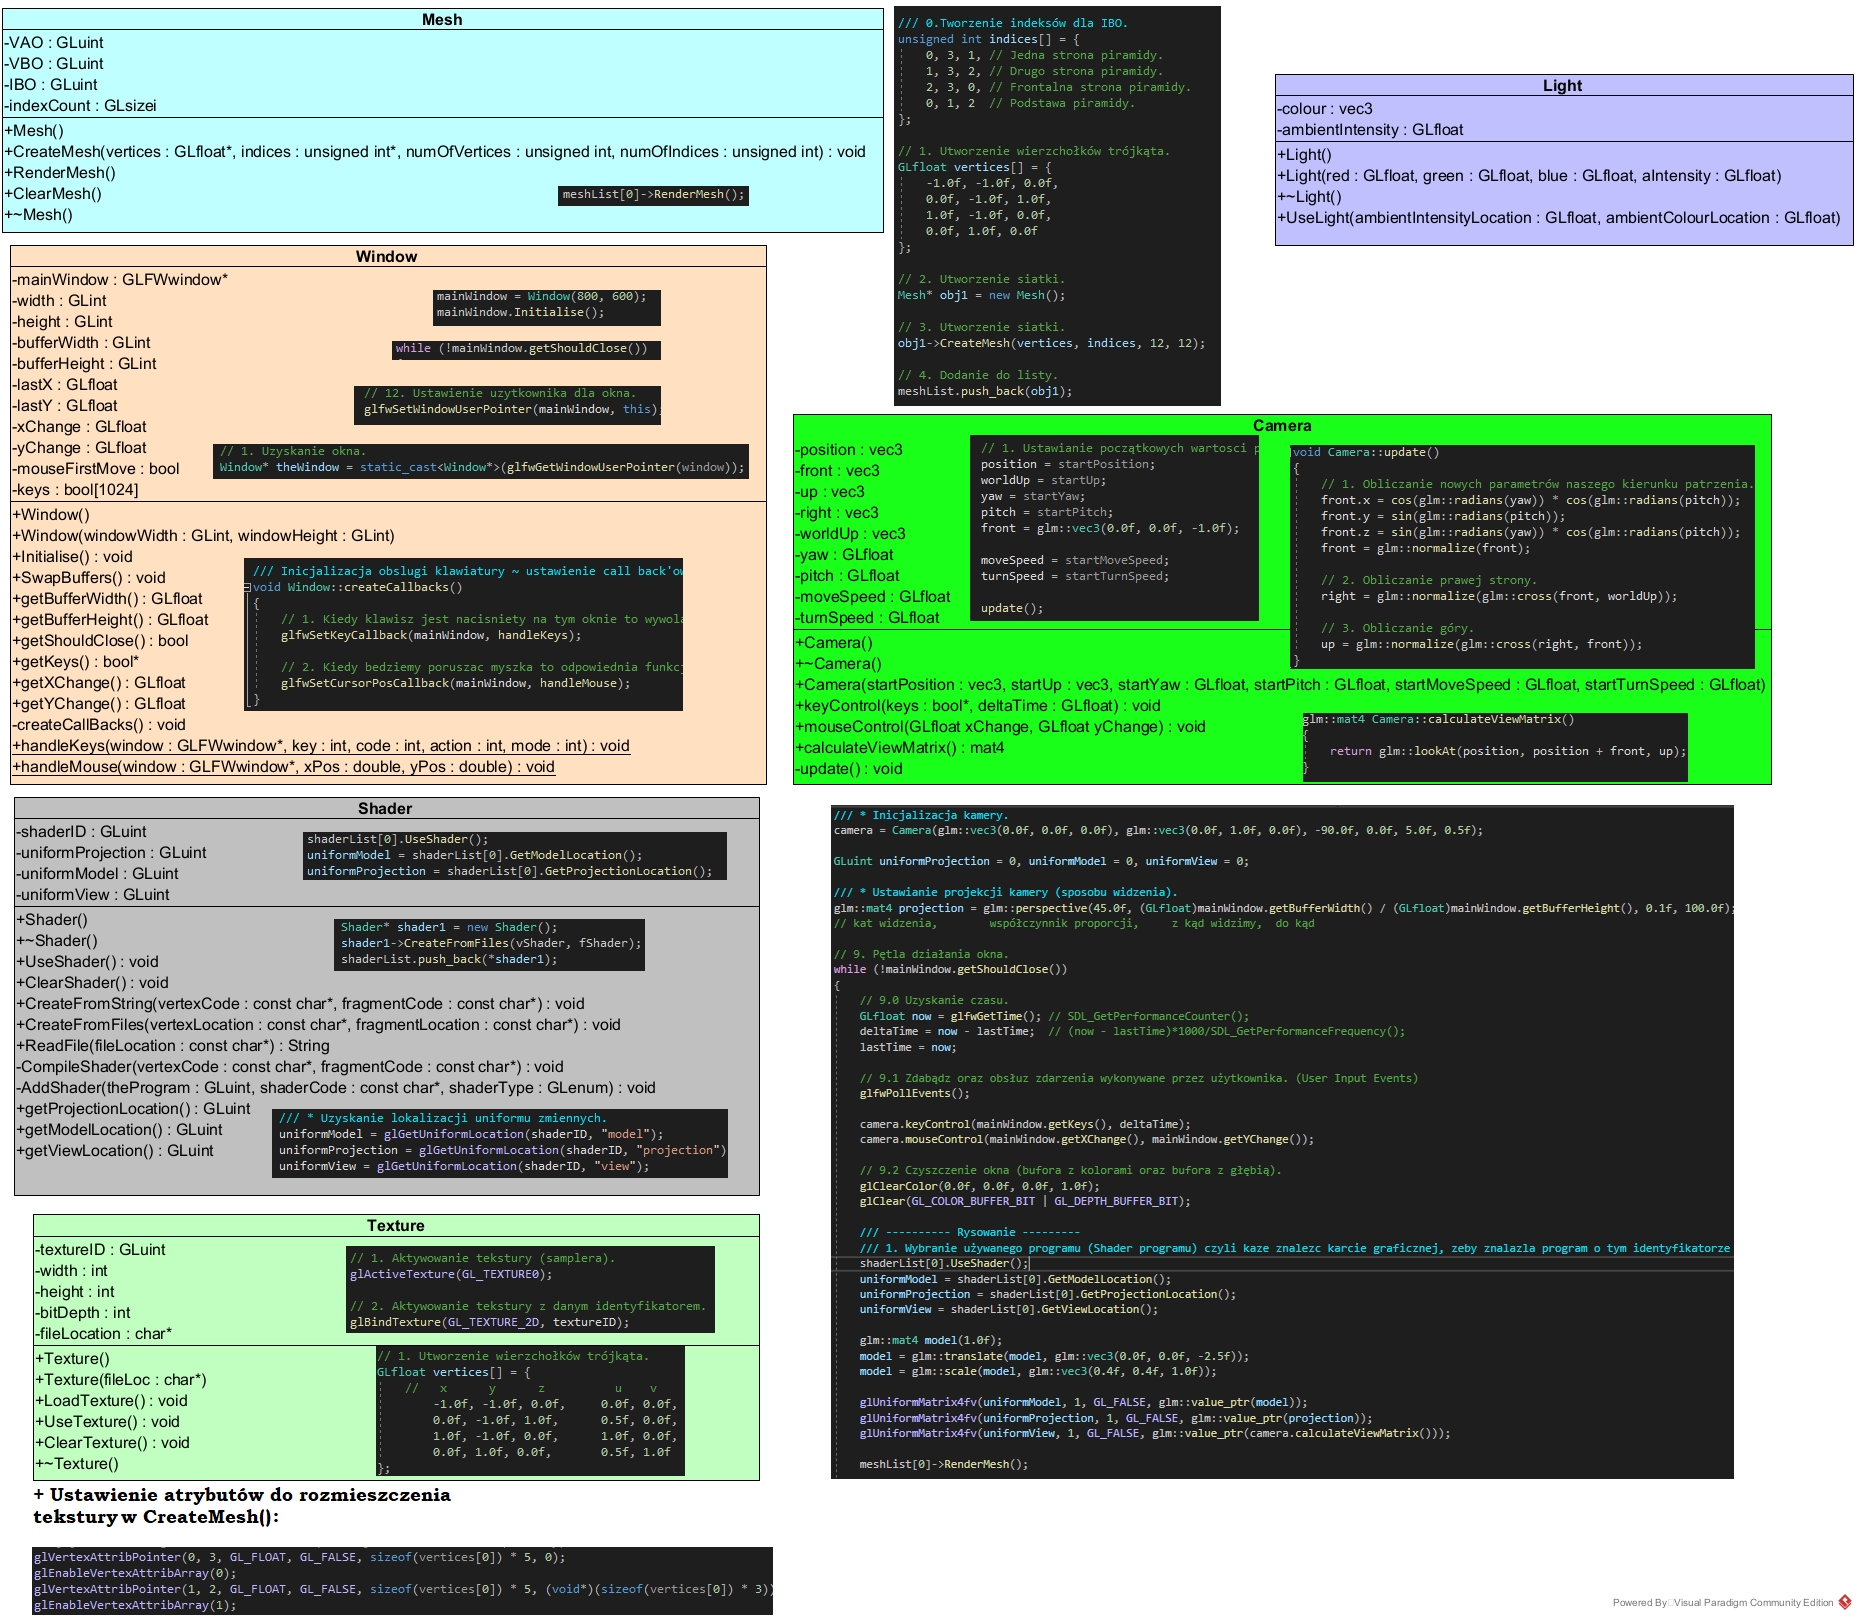 Mesh
-VAO : GLuint
-VBO : GLuint
-IBO : GLuint
-indexCount : GLsizei
+Mesh()
+CreateMesh(vertices : GLfloat*, indices : unsigned int*, numOfVertices : unsigned int, numOfIndices : unsigned int) : void
+RenderMesh()
+ClearMesh()
+~Mesh()
meshList[0]->RenderMesh();
/// 0.Tworzenie indeksów dla IBO.
unsigned int indices[] = {
0, 3, 1, // Jedna strona piramidy.
1, 3, 2, // Drugo strona piramidy.
2, 3, 0, // Frontalna strona piramidy.
0, 1, 2 // Podstawa piramidy.
};
// 1. Utworzenie wierzchołków trójkąta.
GLfloat vertices[] = {
-1.0f, -1.0f, 0.0f,
0.0f, -1.0f, 1.0f,
1.0f, -1.0f, 0.0f,
0.0f, 1.0f, 0.0f
};
// 2. Utworzenie siatki.
Mesh* obj1 = new Mesh();
// 3. Utworzenie siatki.
obj1->CreateMesh(vertices, indices, 12, 12);
// 4. Dodanie do listy.
meshList.push_back(obj1);
Light
-colour : vec3
-ambientIntensity : GLfloat
+Light()
+Light(red : GLfloat, green : GLfloat, blue : GLfloat, aIntensity : GLfloat)
+~Light()
+UseLight(ambientIntensityLocation : GLfloat, ambientColourLocation : GLfloat)
Window
-mainWindow : GLFWwindow*
-width : GLint
-height : GLint
-bufferWidth : GLint
-bufferHeight : GLint
-lastX : GLfloat
-lastY : GLfloat
-xChange : GLfloat
-yChange : GLfloat
-mouseFirstMove : bool
-keys : bool[1024]
mainWindow = Window(800, 600);
mainWindow.Initialise();
while (!mainWindow.getShouldClose())
// 12. Ustawienie uzytkownika dla okna.
glfwSetWindowUserPointer(mainWindow, this);
// 1. Uzyskanie okna.
Window* theWindow = static_cast<Window*>(glfwGetWindowUserPointer(window));
+Window()
+Window(windowWidth : GLint, windowHeight : GLint)
+Initialise() : void
+SwapBuffers() : void
+getBufferWidth() : GLfloat
+getBufferHeight() : GLfloat
+getShouldClose() : bool
+getKeys() : bool*
+getXChange() : GLfloat
+getYChange() : GLfloat
-createCallBacks() : void
+handleKeys(window : GLFWwindow*, key : int, code : int, action : int, mode : int) : void
+handleMouse(window : GLFWwindow*, xPos : double, yPos : double) : void
/// Inicjalizacja obslugi klawiatury ~ ustawienie call back'ow
void Window::createCallbacks()
{
// 1. Kiedy klawisz jest nacisniety na tym oknie to wywola
glfwSetKeyCallback(mainWindow, handleKeys);
// 2. Kiedy bedziemy poruszac myszka to odpowiednia funkcj
glfwSetCursorPosCallback(mainWindow, handleMouse);
}
Camera
-position : vec3
-front : vec3
-up : vec3
-right : vec3
-worldUp : vec3
-yaw : GLfloat
-pitch : GLfloat
-moveSpeed : GLfloat
-turnSpeed : GLfloat
// 1. Ustawianie początkowych wartosci p
position = startPosition;
worldUp = startUp;
yaw = startYaw;
pitch = startPitch;
front = glm::vec3(0.0f, 0.0f, -1.0f);
moveSpeed = startMoveSpeed;
turnSpeed = startTurnSpeed;
update();
void Camera::update()
{
// 1. Obliczanie nowych parametrów naszego kierunku patrzenia.
front.x = cos(glm::radians(yaw)) * cos(glm::radians(pitch));
front.y = sin(glm::radians(pitch));
front.z = sin(glm::radians(yaw)) * cos(glm::radians(pitch));
front = glm::normalize(front);
// 2. Obliczanie prawej strony.
right = glm::normalize(glm::cross(front, worldUp));
// 3. Obliczanie góry.
up = glm::normalize(glm::cross(right, front));
}
+Camera()
+~Camera()
+Camera(startPosition : vec3, startUp : vec3, startYaw : GLfloat, startPitch : GLfloat, startMoveSpeed : GLfloat, startTurnSpeed : GLfloat)
+keyControl(keys : bool*, deltaTime : GLfloat) : void
+mouseControl(GLfloat xChange, GLfloat yChange) : void
+calculateViewMatrix() : mat4
-update() : void
glm::mat4 Camera::calculateViewMatrix()
{
return glm::lookAt(position, position + front, up);
}
Shader
-shaderID : GLuint
-uniformProjection : GLuint
-uniformModel : GLuint
-uniformView : GLuint
shaderList[0].UseShader();
uniformModel = shaderList[0].GetModelLocation();
uniformProjection = shaderList[0].GetProjectionLocation();
+Shader()
+~Shader()
+UseShader() : void
+ClearShader() : void
+CreateFromString(vertexCode : const char*, fragmentCode : const char*) : void
+CreateFromFiles(vertexLocation : const char*, fragmentLocation : const char*) : void
+ReadFile(fileLocation : const char*) : String
-CompileShader(vertexCode : const char*, fragmentCode : const char*) : void
-AddShader(theProgram : GLuint, shaderCode : const char*, shaderType : GLenum) : void
+getProjectionLocation() : GLuint
+getModelLocation() : GLuint
+getViewLocation() : GLuint
Shader* shader1 = new Shader();
shader1->CreateFromFiles(vShader, fShader);
shaderList.push_back(*shader1);
/// * Uzyskanie lokalizacji uniformu zmiennych.
uniformModel = glGetUniformLocation(shaderID, "model");
uniformProjection = glGetUniformLocation(shaderID, "projection")
uniformView = glGetUniformLocation(shaderID, "view");
/// * Inicjalizacja kamery.
camera = Camera(glm::vec3(0.0f, 0.0f, 0.0f), glm::vec3(0.0f, 1.0f, 0.0f), -90.0f, 0.0f, 5.0f, 0.5f);
GLuint uniformProjection = 0, uniformModel = 0, uniformView = 0;
/// * Ustawianie projekcji kamery (sposobu widzenia).
glm::mat4 projection = glm::perspective(45.0f, (GLfloat)mainWindow.getBufferWidth() / (GLfloat)mainWindow.getBufferHeight(), 0.1f, 100.0f);
// kat widzenia, współczynnik proporcji, z kąd widzimy, do kąd
// 9. Pętla działania okna.
while (!mainWindow.getShouldClose())
{
// 9.0 Uzyskanie czasu.
GLfloat now = glfwGetTime(); // SDL_GetPerformanceCounter();
deltaTime = now - lastTime; // (now - lastTime)*1000/SDL_GetPerformanceFrequency();
lastTime = now;
// 9.1 Zdabądz oraz obsłuz zdarzenia wykonywane przez użytkownika. (User Input Events)
glfwPollEvents();
camera.keyControl(mainWindow.getKeys(), deltaTime);
camera.mouseControl(mainWindow.getXChange(), mainWindow.getYChange());
// 9.2 Czyszczenie okna (bufora z kolorami oraz bufora z głębią).
glClearColor(0.0f, 0.0f, 0.0f, 1.0f);
glClear(GL_COLOR_BUFFER_BIT | GL_DEPTH_BUFFER_BIT);
/// ---------- Rysowanie ---------
/// 1. Wybranie używanego programu (Shader programu) czyli kaze znalezc karcie graficznej, zeby znalazla program o tym identyfikatorze
shaderList[0].UseShader();
uniformModel = shaderList[0].GetModelLocation();
uniformProjection = shaderList[0].GetProjectionLocation();
uniformView = shaderList[0].GetViewLocation();
glm::mat4 model(1.0f);
model = glm::translate(model, glm::vec3(0.0f, 0.0f, -2.5f));
model = glm::scale(model, glm::vec3(0.4f, 0.4f, 1.0f));
glUniformMatrix4fv(uniformModel, 1, GL_FALSE, glm::value_ptr(model));
glUniformMatrix4fv(uniformProjection, 1, GL_FALSE, glm::value_ptr(projection));
glUniformMatrix4fv(uniformView, 1, GL_FALSE, glm::value_ptr(camera.calculateViewMatrix()));
meshList[0]->RenderMesh();
Texture
-textureID : GLuint
-width : int
-height : int
-bitDepth : int
-fileLocation : char*
// 1. Aktywowanie tekstury (samplera).
glActiveTexture(GL_TEXTURE0);
// 2. Aktywowanie tekstury z danym identyfikatorem.
glBindTexture(GL_TEXTURE_2D, textureID);
+Texture()
+Texture(fileLoc : char*)
+LoadTexture() : void
+UseTexture() : void
+ClearTexture() : void
+~Texture()
// 1. Utworzenie wierzchołków trójkąta.
GLfloat vertices[] = {
// x y z u v
-1.0f, -1.0f, 0.0f, 0.0f, 0.0f,
0.0f, -1.0f, 1.0f, 0.5f, 0.0f,
1.0f, -1.0f, 0.0f, 1.0f, 0.0f,
0.0f, 1.0f, 0.0f, 0.5f, 1.0f
};
+ Ustawienie atrybutów do rozmieszczenia
tekstury w CreateMesh():
glVertexAttribPointer(0, 3, GL_FLOAT, GL_FALSE, sizeof(vertices[0]) * 5, 0);
glEnableVertexAttribArray(0);
glVertexAttribPointer(1, 2, GL_FLOAT, GL_FALSE, sizeof(vertices[0]) * 5, (void*)(sizeof(vertices[0]) * 3))
glEnableVertexAttribArray(1);
Powered By Visual Paradigm Community Edition